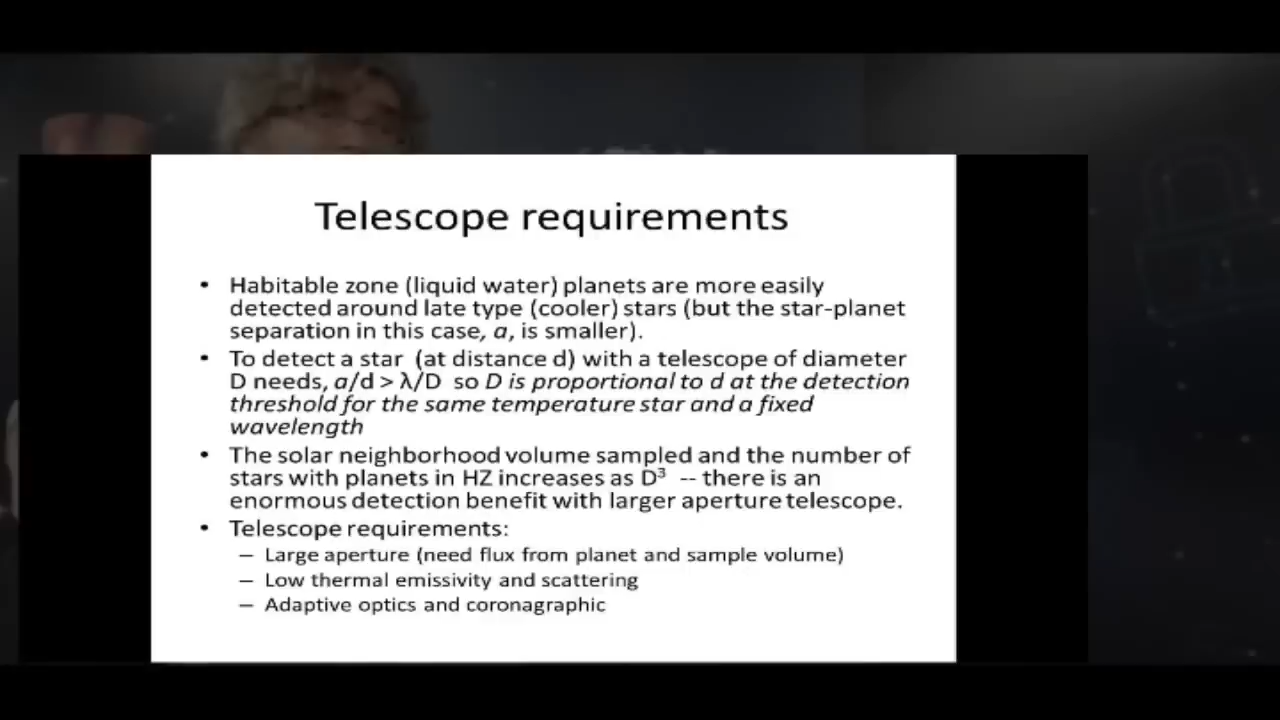 Telescope requirements
• Habitable zone (liquid water) planets are more easily
detected around late type (cooler) stars (but the star-planet
separation in this case, a, is smaller).
• To detect a star (at distance d) with a telescope of diameter
D needs, a/d > λ/D so D is proportional to d at the detection
threshold for the same temperature star and a fixed
wavelength
• The solar neighborhood volume sampled and the number of
stars with planets in HZ increases as D³ -- there is an
enormous detection benefit with larger aperture telescope.
• Telescope requirements:
– Large aperture (need flux from planet and sample volume)
– Low thermal emissivity and scattering
– Adaptive optics and coronagraphic